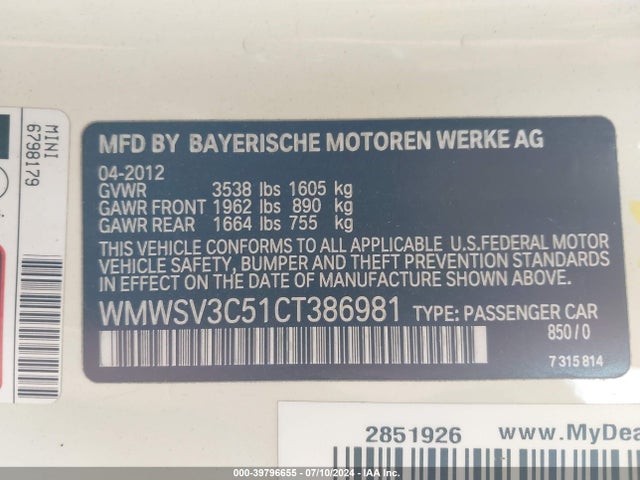 MINI
6798179
MFD BY BAYERISCHE MOTOREN WERKE AG
04-2012
GVWR 3538 lbs 1605 kg
GAWR FRONT 1962 lbs 890 kg
GAWR REAR 1664 lbs 755 kg
THIS VEHICLE CONFORMS TO ALL APPLICABLE U.S.FEDERAL MOTOR
VEHICLE SAFETY, BUMPER AND THEFT PREVENTION STANDARDS
IN EFFECT ON THE DATE OF MANUFACTURE SHOWN ABOVE.
WMWSV3C51CT386981 TYPE: PASSENGER CAR
850/0
7 315 814
2851926 www.MyDea
000-39796655 - 07/10/2024 - IAA Inc.